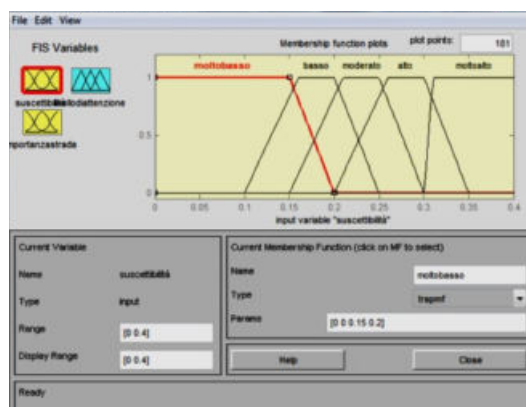 File Edit View
FIS Variables
Membership function plots
plot points:
181
suscettibilità
importanzastrada
moltobasso
basso
moderato
alto
moltoalto
1
0.5
0
0 0.05 0.1 0.15 0.2 0.25 0.3 0.35 0.4
input variable "suscettibilità"
Current Variable
Name suscettibilità
Type input
Range [0 0.4]
Display Range [0 0.4]
Current Membership Function (click on MF to select)
Name moltobasso
Type trapmf
Params [0 0 0.15 0.2]
Help Close
Ready